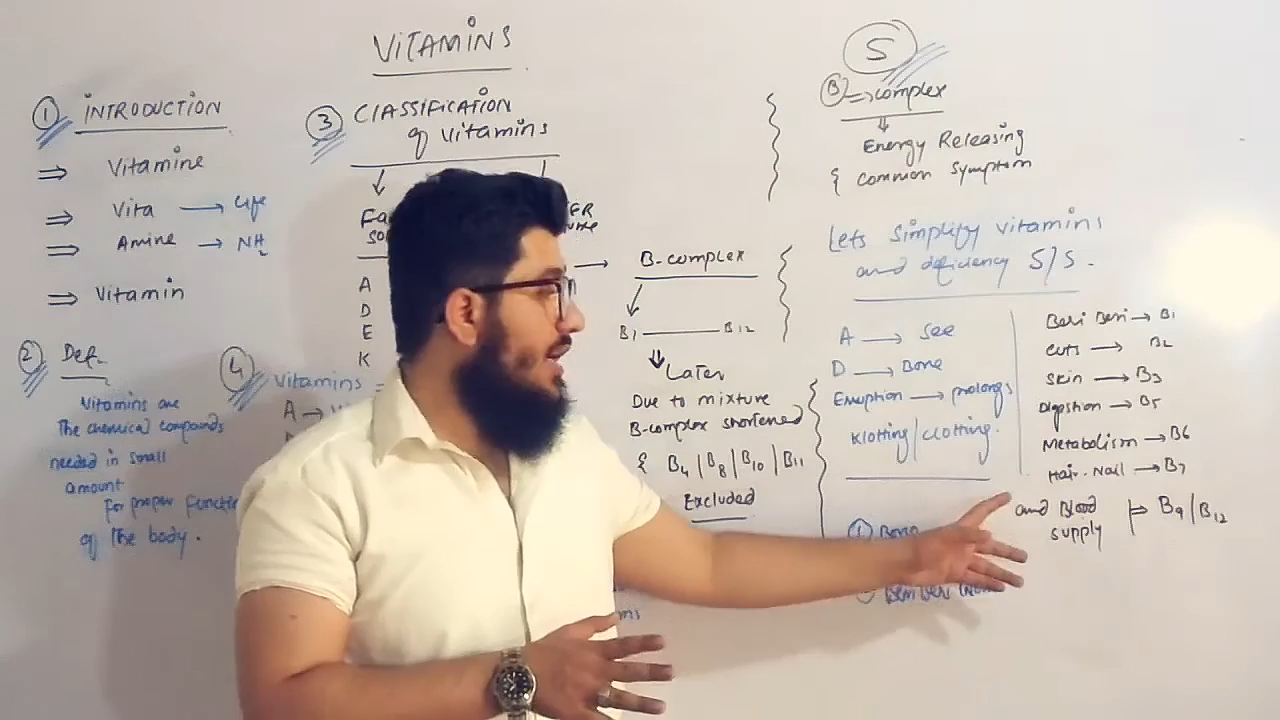 VITAMINS
① INTRODUCTION
⇒ Vitamine
⇒ Vita → Life
⇒ Amine → NH2
⇒ Vitamin
② Def
Vitamins are
The chemical compounds
needed in small
amount
for proper
of the body.
③ CLASSIFICATION
of vitamins
A
D
E
K
→ B-complex
B1 — B12
Later
Due to mixture
B-complex shortened
{ B4 | B8 | B10 | B11
Excluded
④ Vitamins =
A →
5
B ⇒ complex
Energy Releasing
{ common Symptom
Lets simplify vitamins
and deficiency S/S.
A → See
D → Bone
Eruption → prolongs
Klotting/clotting.
Beri Beri → B1
cuts → B2
Skin → B3
Digestion → B5
Metabolism → B6
Hair. Nail → B7
and Blood
supply ⇒ B9/B12
① Bone